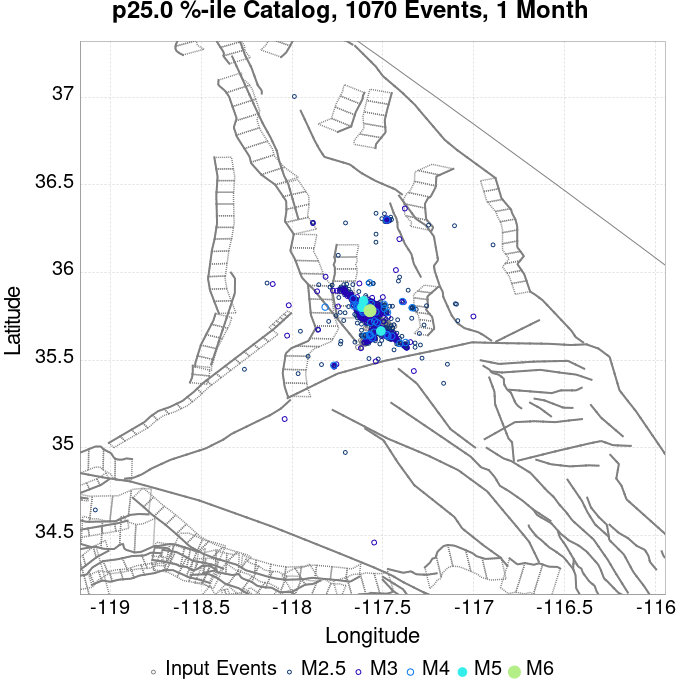 p25.0 %-ile Catalog, 1070 Events, 1 Month
37
36.5
36
35.5
35
34.5
Latitude
-119 -118.5 -118 -117.5 -117 -116.5 -116
Longitude
Input Events M2.5 M3 M4 M5 M6